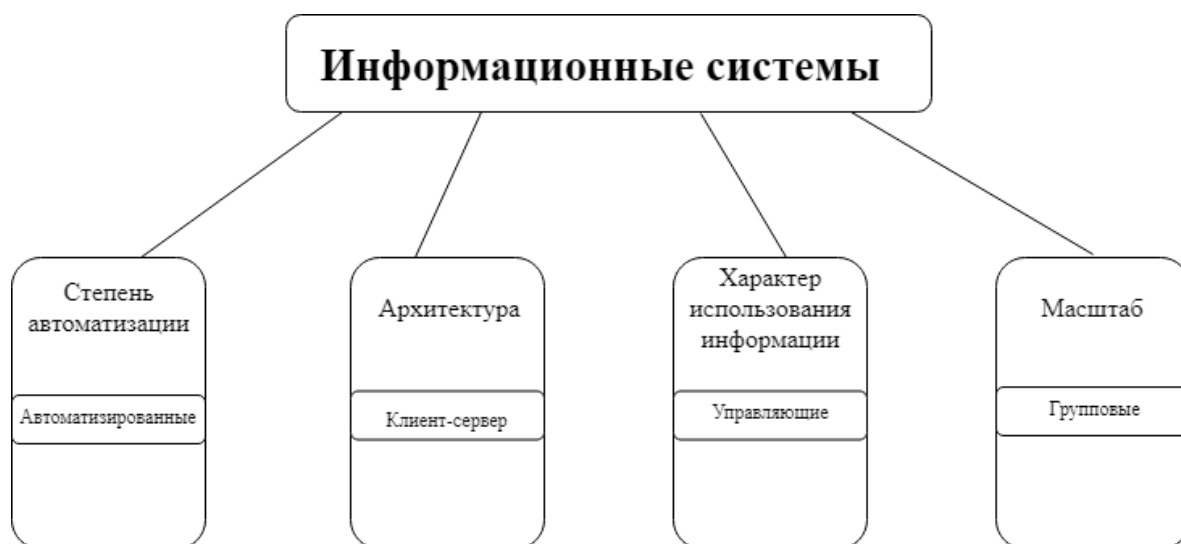 Информационные системы
Степень
автоматизации
Архитектура
Характер
использования
информации
Масштаб
Автоматизированные
Клиент-сервер
Управляющие
Групповые